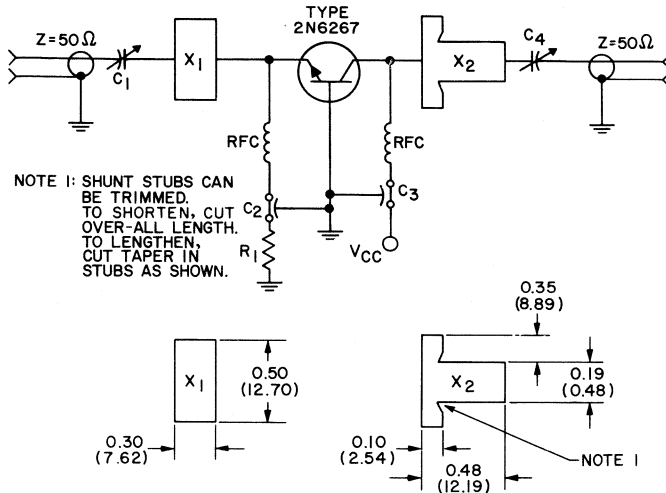 TYPE
2N6267
Z=50Ω
C1
X1
X2
C4
Z=50Ω
RFC
RFC
NOTE 1: SHUNT STUBS CAN
BE TRIMMED.
TO SHORTEN, CUT
OVER-ALL LENGTH.
TO LENGTHEN,
CUT TAPER IN
STUBS AS SHOWN.
C2
C3
R1
VCC
X1
0.50
(12.70)
0.30
(7.62)
X2
0.35
(8.89)
0.19
(0.48)
0.10
(2.54)
0.48
(12.19)
NOTE 1